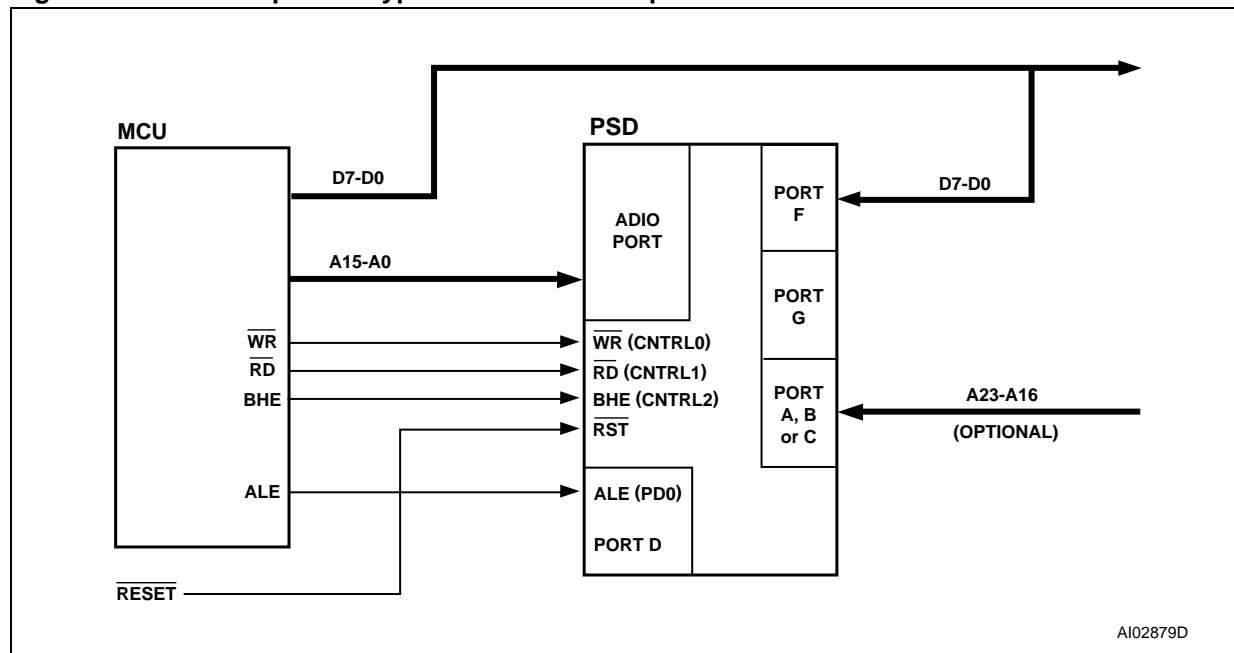 MCU
PSD
D7-D0
D7-D0
ADIO
PORT
PORT
F
A15-A0
PORT
G
WR
WR (CNTRL0)
RD
RD (CNTRL1)
BHE
BHE (CNTRL2)
RST
PORT
A, B
or C
A23-A16
(OPTIONAL)
ALE
ALE (PD0)
PORT D
RESET
AI02879D